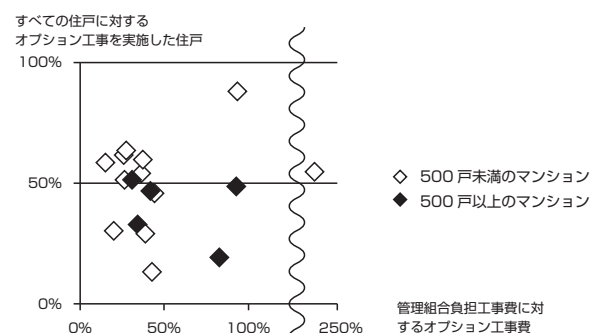 すべての住戸に対する
オプション工事を実施した住戸
100%
50%
0%
0%
50%
100%
250%
500 戸未満のマンション
500 戸以上のマンション
管理組合負担工事費に対
するオプション工事費